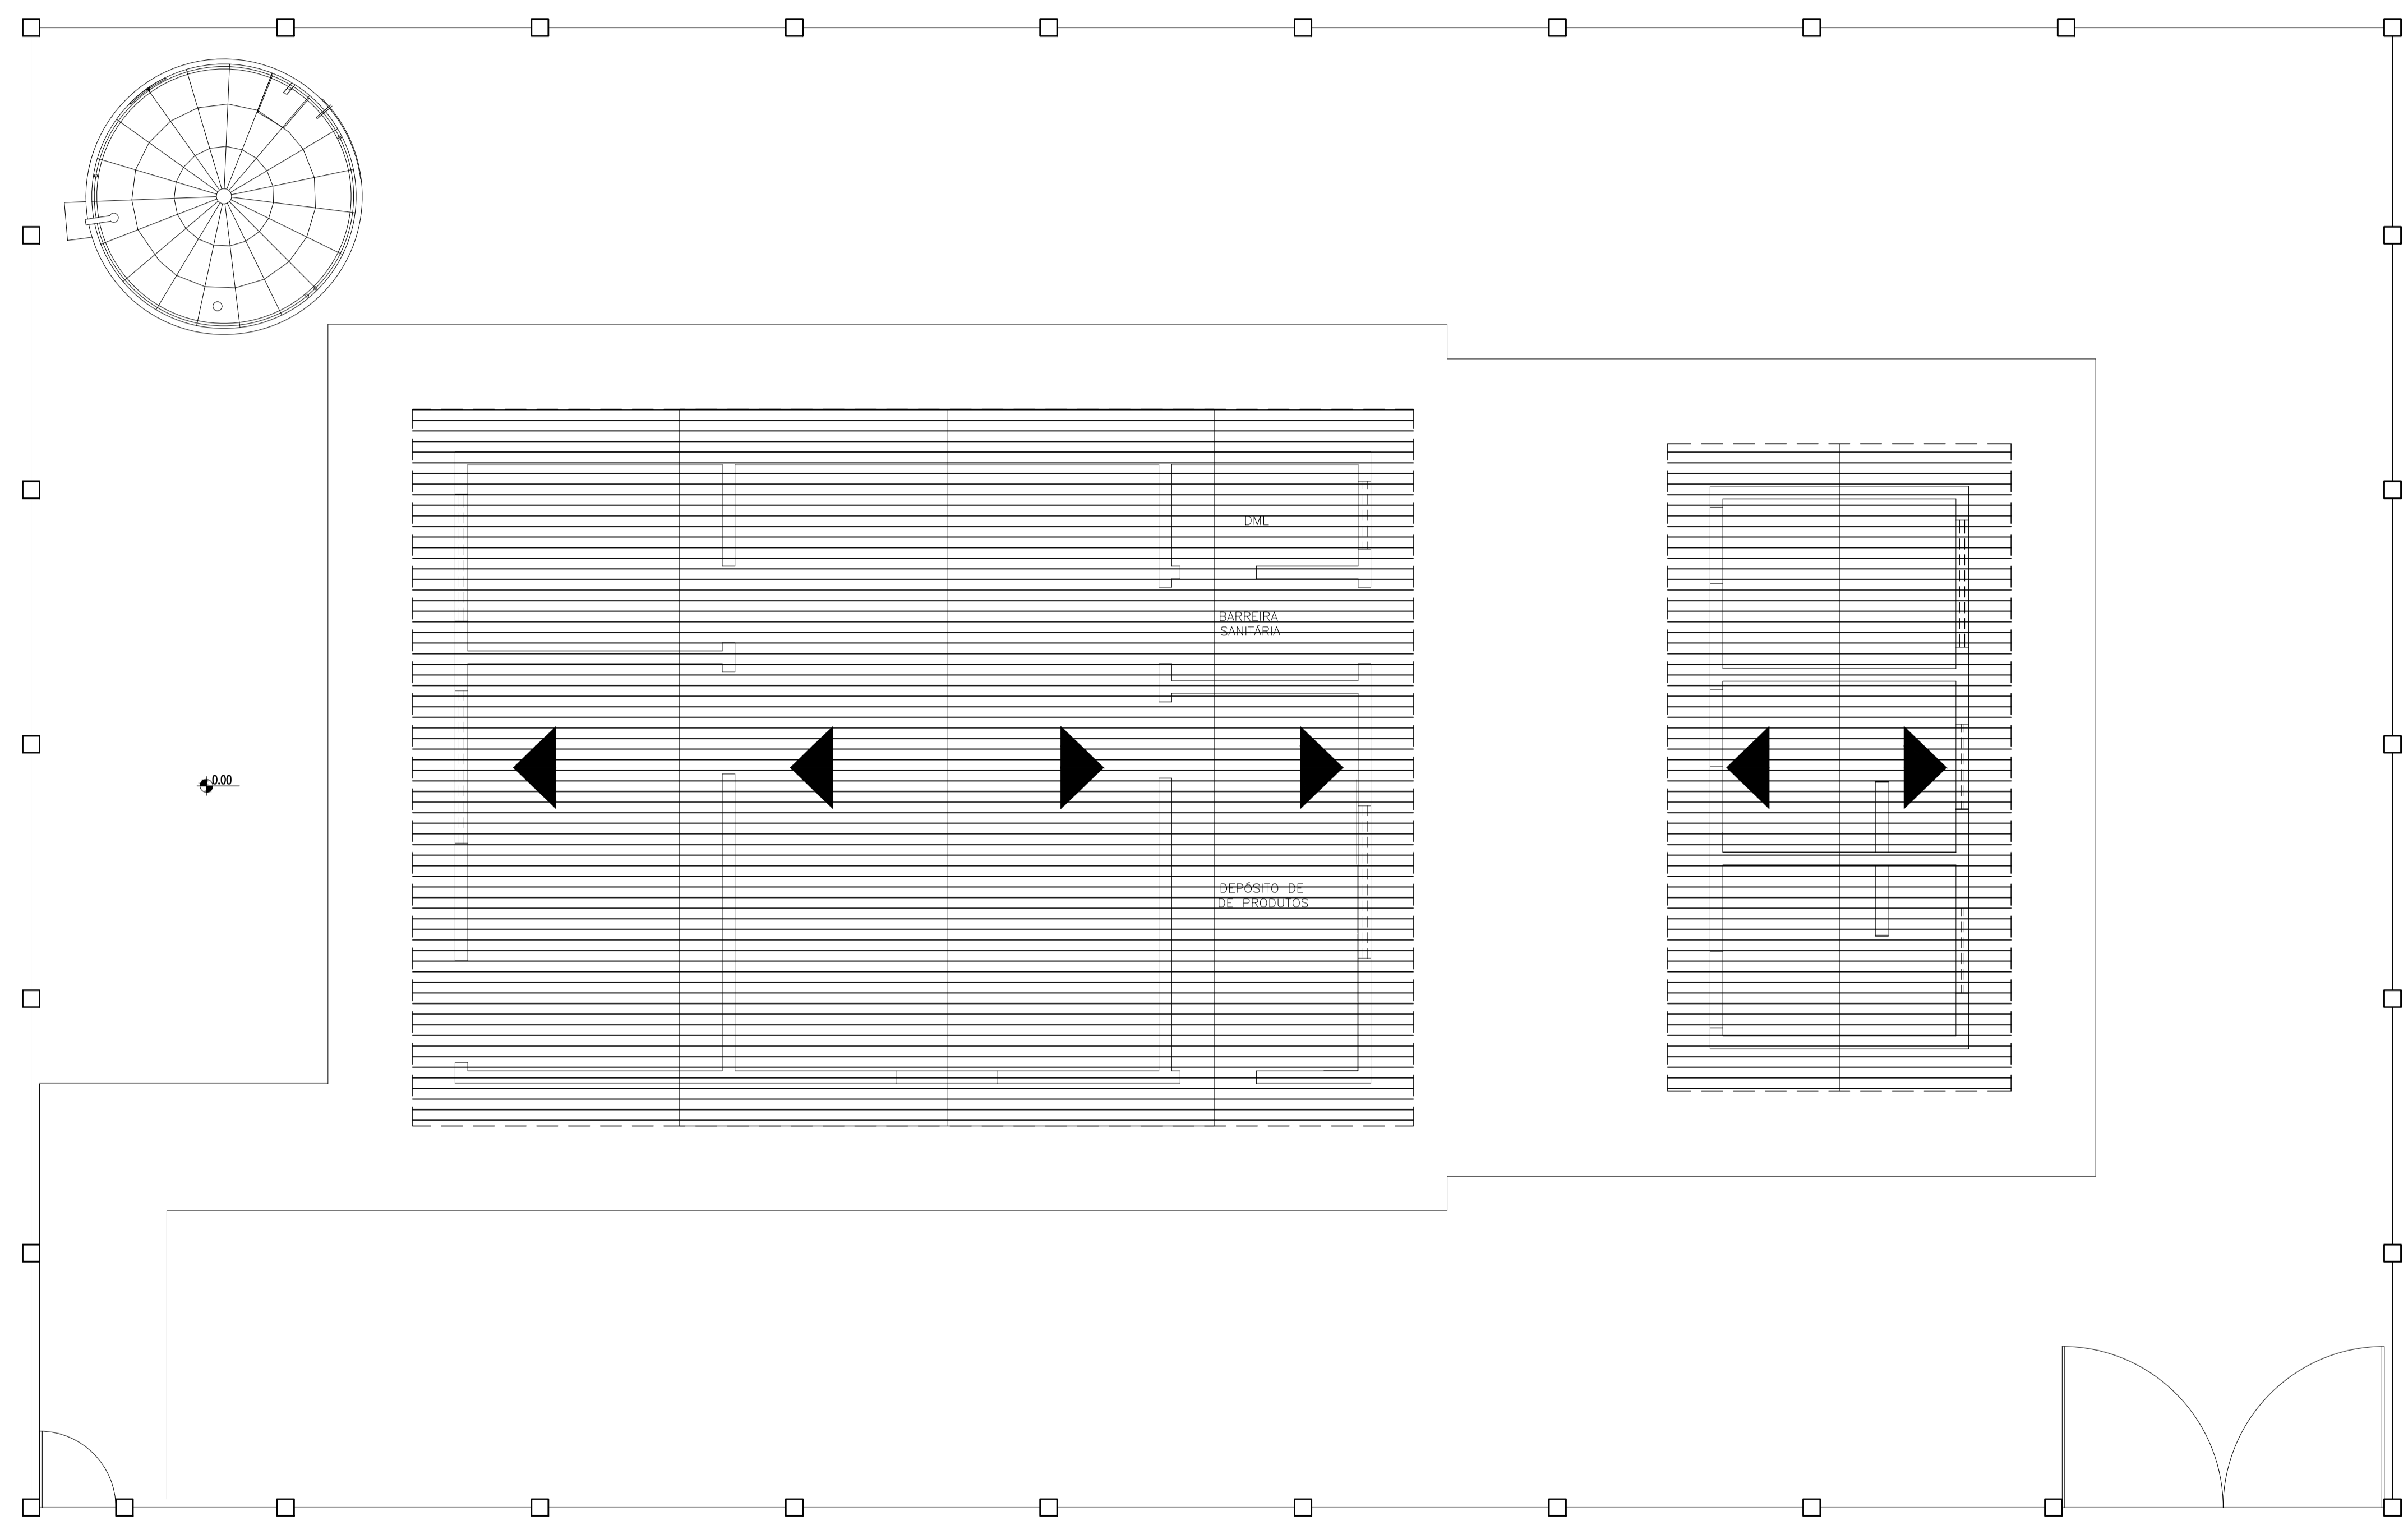 DML
BARREIRA
SANITÁRIA
0.00
DEPÓSITO DE
DE PRODUTOS